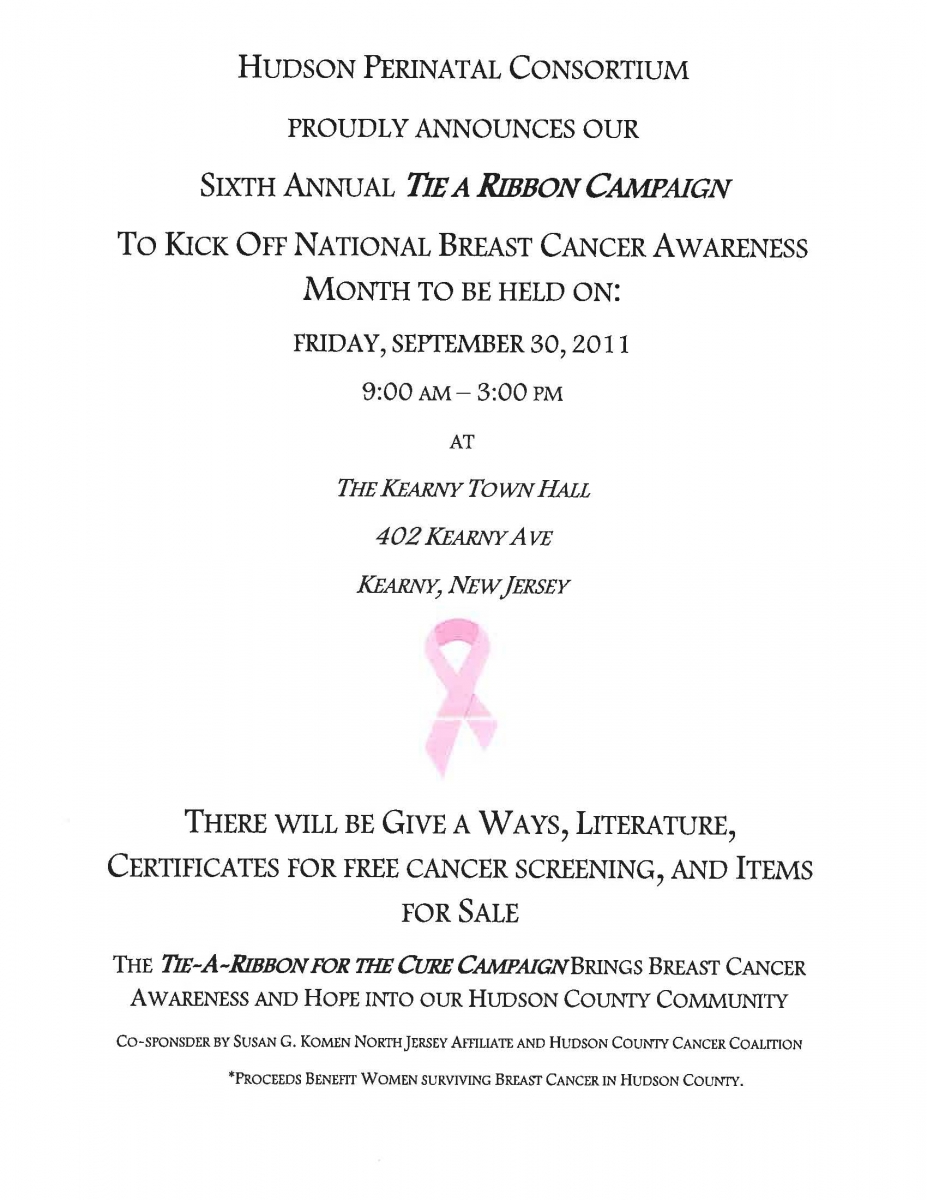 HUDSON PERINATAL CONSORTIUM
PROUDLY ANNOUNCES OUR
SIXTH ANNUAL TIE A RIBBON CAMPAIGN
TO KICK OFF NATIONAL BREAST CANCER AWARENESS
MONTH TO BE HELD ON:
FRIDAY, SEPTEMBER 30, 2011
9:00 AM – 3:00 PM
AT
THE KEARNY TOWN HALL
402 KEARNY AVE
KEARNY, NEW JERSEY
THERE WILL BE GIVE A WAYS, LITERATURE,
CERTIFICATES FOR FREE CANCER SCREENING, AND ITEMS
FOR SALE
THE TIE-A-RIBBON FOR THE CURE CAMPAIGN BRINGS BREAST CANCER
AWARENESS AND HOPE INTO OUR HUDSON COUNTY COMMUNITY
CO-SPONSDER BY SUSAN G. KOMEN NORTH JERSEY AFFILIATE AND HUDSON COUNTY CANCER COALITION
*PROCEEDS BENEFIT WOMEN SURVIVING BREAST CANCER IN HUDSON COUNTY.